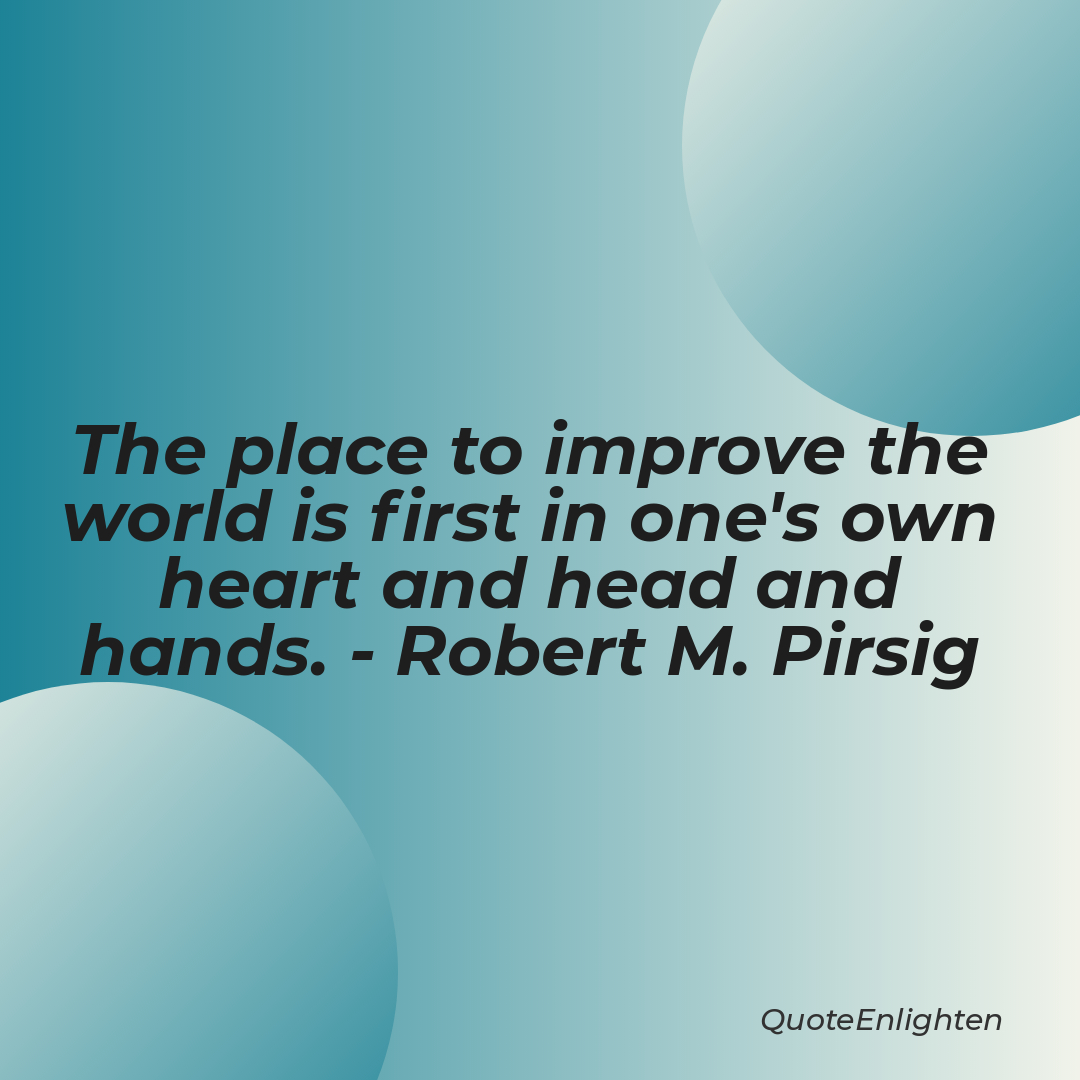 The place to improve the
world is first in one's own
heart and head and
hands. - Robert M. Pirsig
QuoteEnlighten